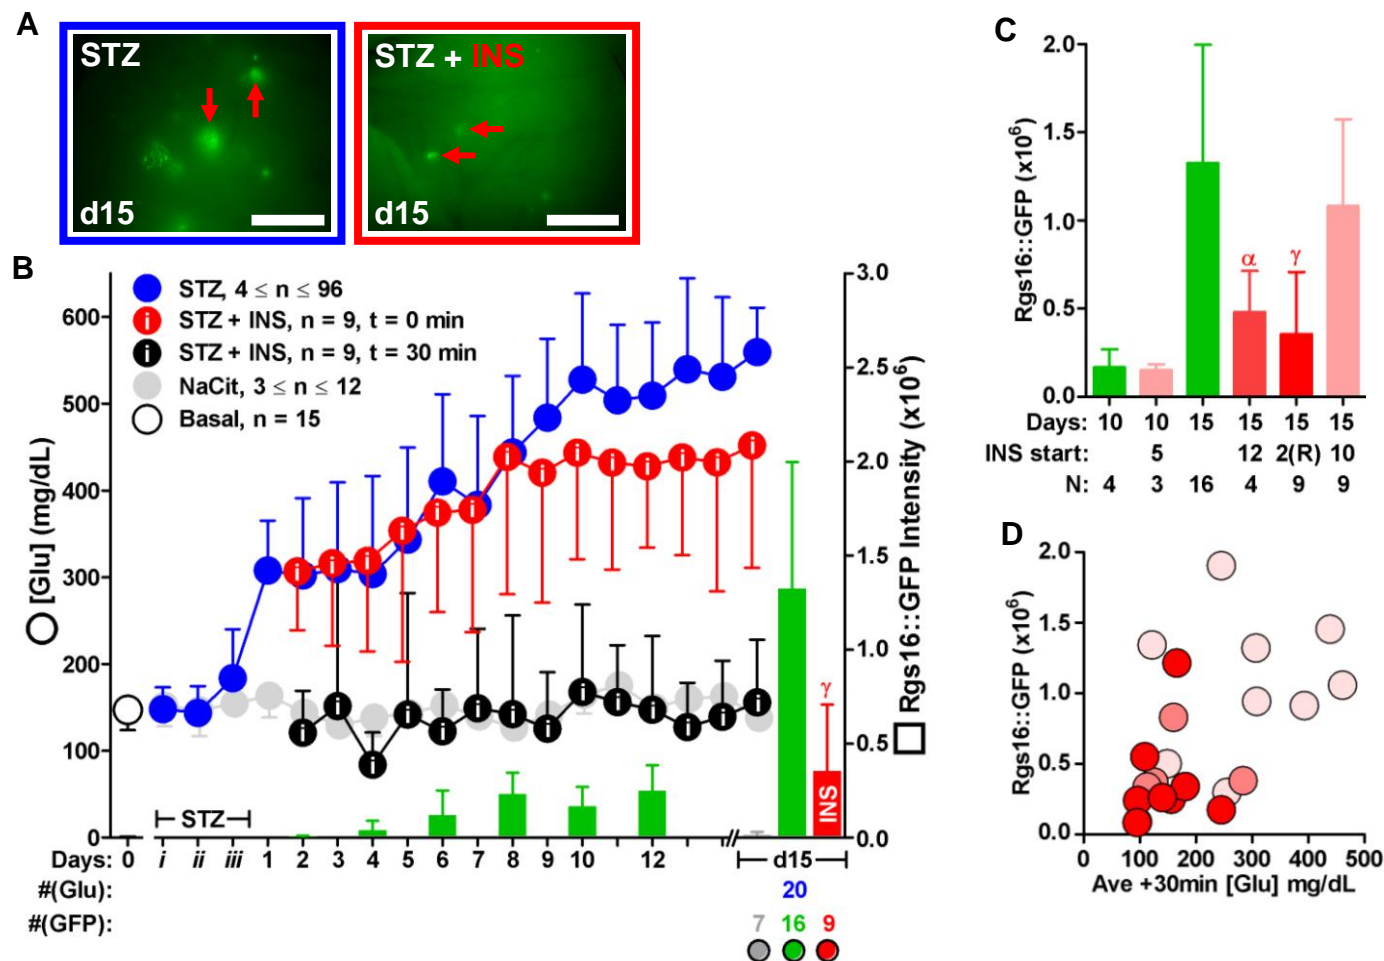 A
STZ
d15
STZ + INS
d15
B
STZ, 4 ≤ n ≤ 96
i STZ + INS, n = 9, t = 0 min
i STZ + INS, n = 9, t = 30 min
NaCit, 3 ≤ n ≤ 12
Basal, n = 15
[Glu] (mg/dL)
600
500
400
300
200
100
0
Rgs16::GFP Intensity (x10⁶)
3.0
2.5
2.0
1.5
1.0
0.5
0.0
i i i i i i i i i i i i i i
i i i i i i i i i i i i i i
γ
INS
STZ
Days: 0 i ii iii 1 2 3 4 5 6 7 8 9 10 12 d15
#(Glu): 20
#(GFP): 7 16 9
C
Rgs16::GFP (x10⁶)
2.0
1.5
1.0
0.5
0.0
α γ
Days: 10 10 15 15 15 15
INS start: 5 12 2(R) 10
N: 4 3 16 4 9 9
D
Rgs16::GFP (x10⁶)
2.0
1.5
1.0
0.5
0.0
0 100 200 300 400 500
Ave +30min [Glu] mg/dL